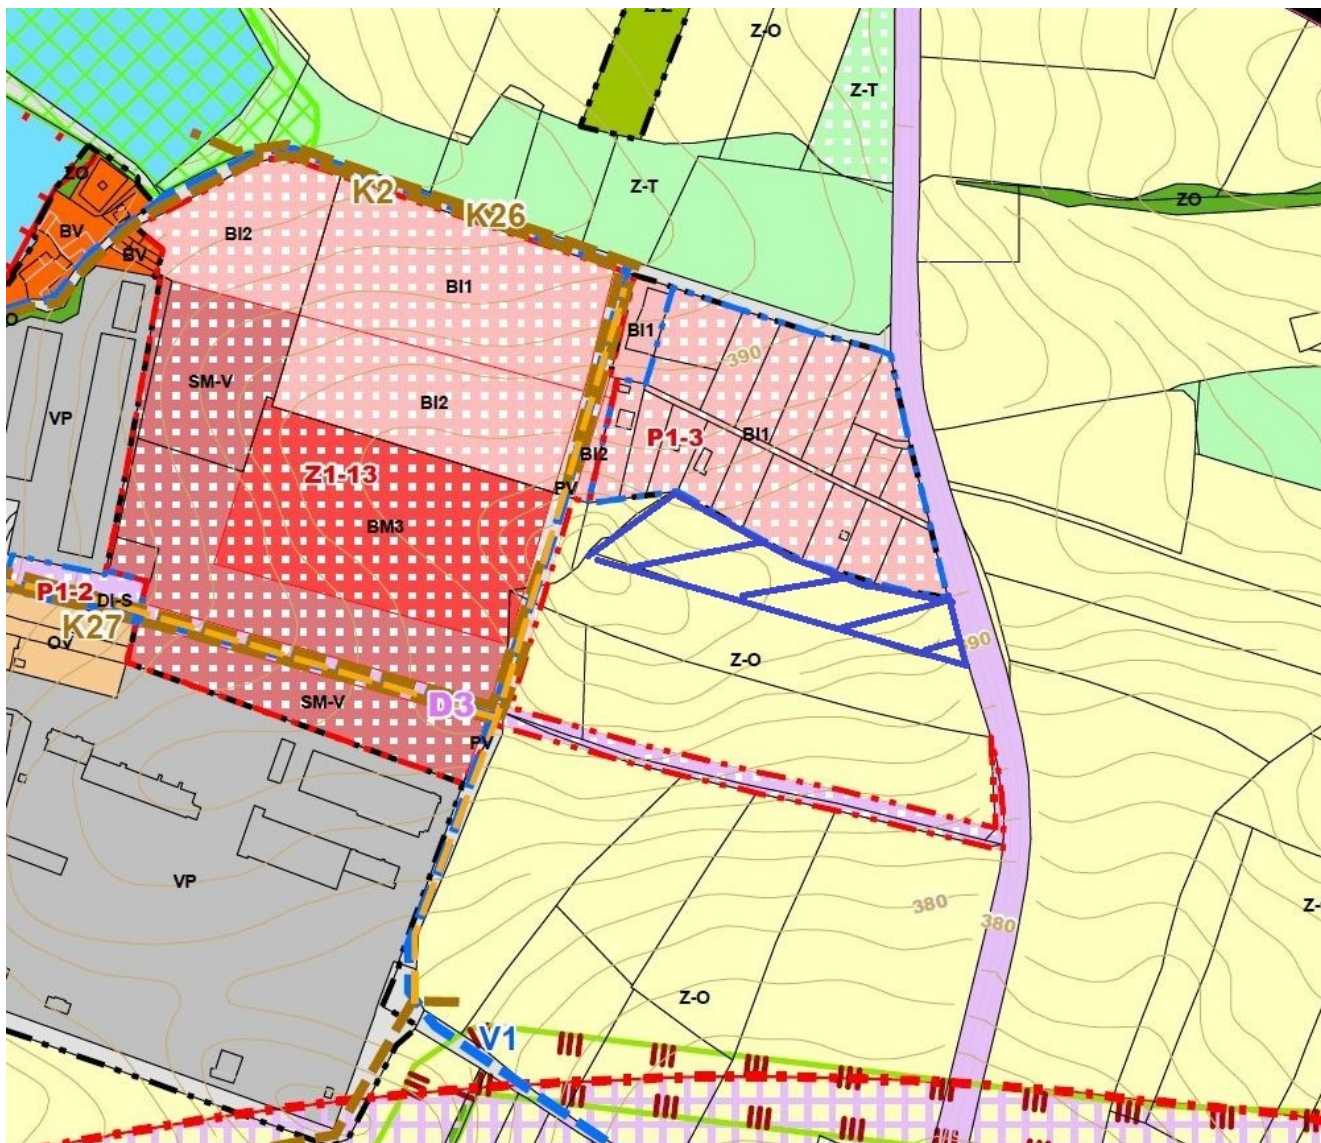 Z-O
Z-T
ZO
Z-T
ZO
BV
BV
K2
K26
BI2
BI1
BI1
390
SM-V
BI2
VP
P1-3
BI1
BI2
Z1-13
PV
BM3
P1-2
DI-S
K27
OV
390
Z-O
SM-V
D3
PV
VP
380
380
Z-O
V1